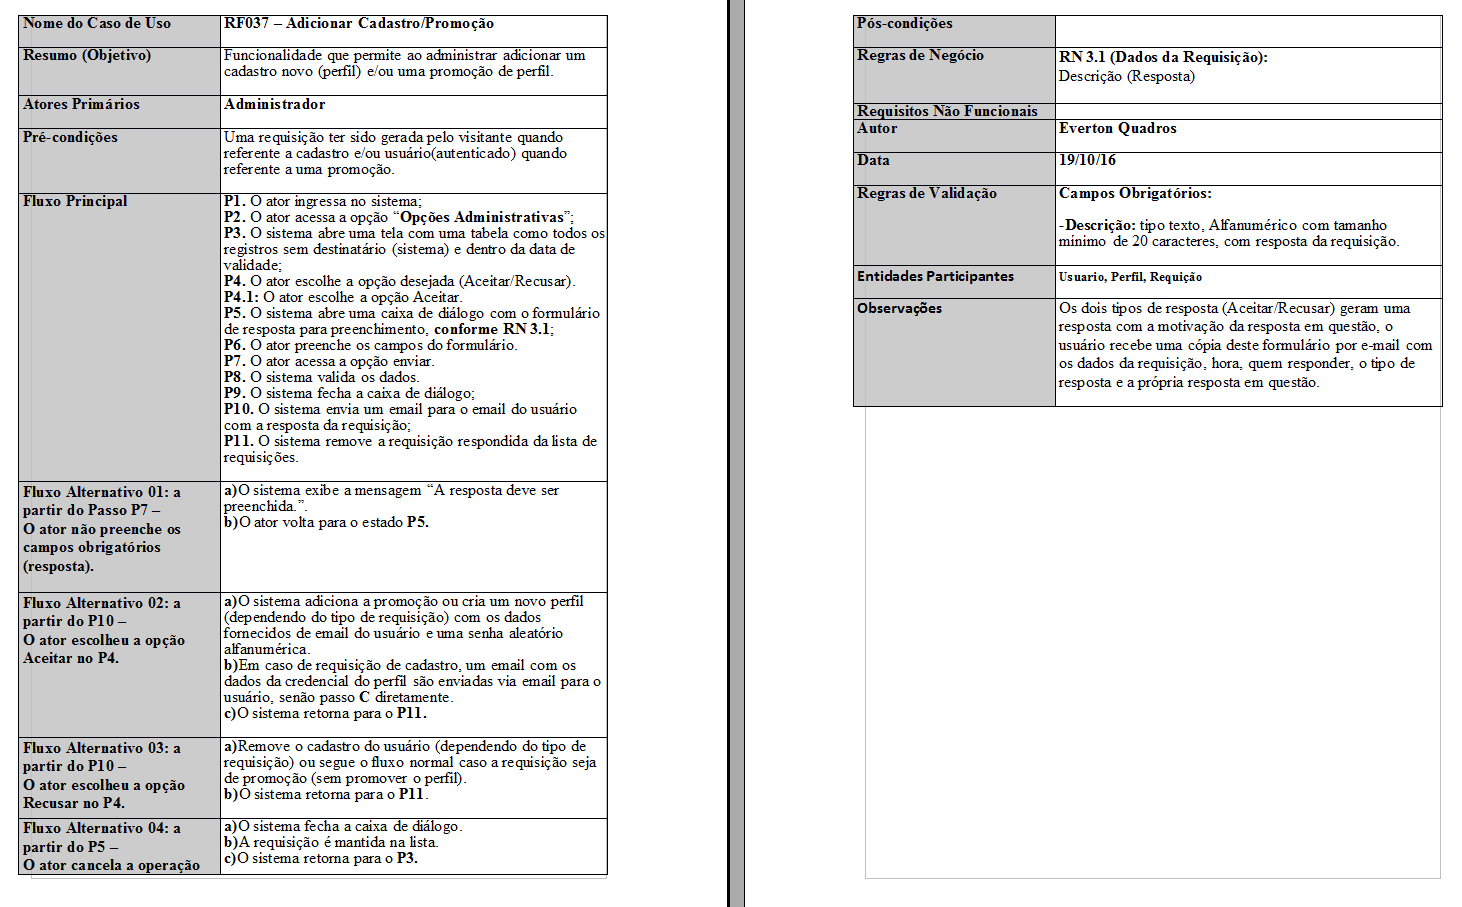 Nome do Caso de Uso
RF037 – Adicionar Cadastro/Promoção
Resumo (Objetivo)
Funcionalidade que permite ao administrar adicionar um
cadastro novo (perfil) e/ou uma promoção de perfil.
Atores Primários
Administrador
Pré-condições
Uma requisição ter sido gerada pelo visitante quando
referente a cadastro e/ou usuário(autenticado) quando
referente a uma promoção.
Fluxo Principal
P1. O ator ingressa no sistema;
P2. O ator acessa a opção “Opções Administrativas”;
P3. O sistema abre uma tela com uma tabela como todos os
registros sem destinatário (sistema) e dentro da data de
validade;
P4. O ator escolhe a opção desejada (Aceitar/Recusar).
P4.1: O ator escolhe a opção Aceitar.
P5. O sistema abre uma caixa de diálogo com o formulário
de resposta para preenchimento, conforme RN 3.1;
P6. O ator preenche os campos do formulário.
P7. O ator acessa a opção enviar.
P8. O sistema valida os dados.
P9. O sistema fecha a caixa de diálogo;
P10. O sistema envia um email para o email do usuário
com a resposta da requisição;
P11. O sistema remove a requisição respondida da lista de
requisições.
Fluxo Alternativo 01: a
partir do Passo P7 –
O ator não preenche os
campos obrigatórios
(resposta).
a)O sistema exibe a mensagem “A resposta deve ser
preenchida.”.
b)O ator volta para o estado P5.
Fluxo Alternativo 02: a
partir do P10 –
O ator escolheu a opção
Aceitar no P4.
a)O sistema adiciona a promoção ou cria um novo perfil
(dependendo do tipo de requisição) com os dados
fornecidos de email do usuário e uma senha aleatório
alfanumérica.
b)Em caso de requisição de cadastro, um email com os
dados da credencial do perfil são enviadas via email para o
usuário, senão passo C diretamente.
c)O sistema retorna para o P11.
Fluxo Alternativo 03: a
partir do P10 –
O ator escolheu a opção
Recusar no P4.
a)Remove o cadastro do usuário (dependendo do tipo de
requisição) ou segue o fluxo normal caso a requisição seja
de promoção (sem promover o perfil).
b)O sistema retorna para o P11.
Fluxo Alternativo 04: a
partir do P5 –
O ator cancela a operação
a)O sistema fecha a caixa de diálogo.
b)A requisição é mantida na lista.
c)O sistema retorna para o P3.
Pós-condições
Regras de Negócio
RN 3.1 (Dados da Requisição):
Descrição (Resposta)
Requisitos Não Funcionais
Autor
Everton Quadros
Data
19/10/16
Regras de Validação
Campos Obrigatórios:
-Descrição: tipo texto, Alfanumérico com tamanho
mínimo de 20 caracteres, com resposta da requisição.
Entidades Participantes
Usuario, Perfil, Requição
Observações
Os dois tipos de resposta (Aceitar/Recusar) geram uma
resposta com a motivação da resposta em questão, o
usuário recebe uma cópia deste formulário por e-mail com
os dados da requisição, hora, quem responder, o tipo de
resposta e a própria resposta em questão.